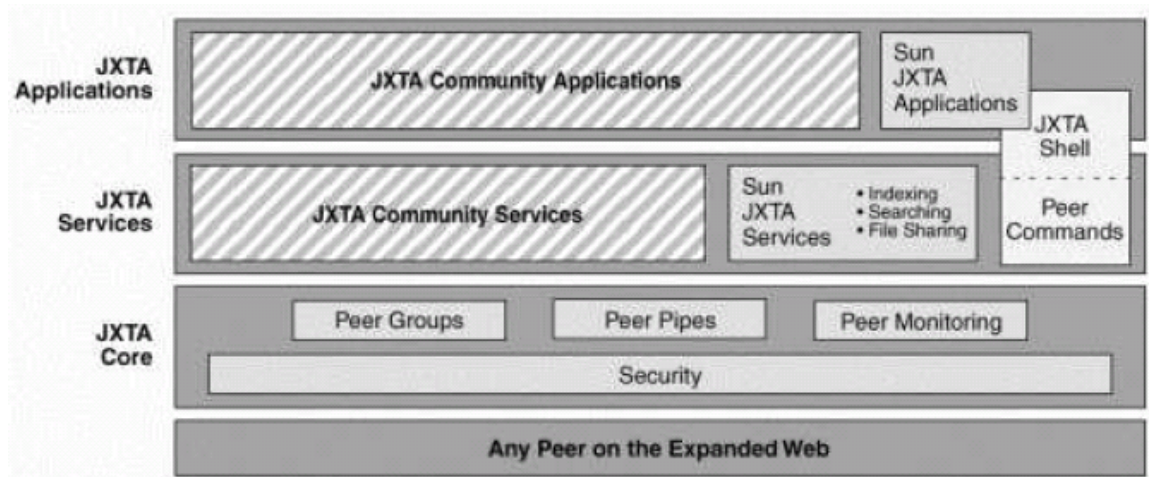 JXTA
Applications
JXTA Community Applications
Sun
JXTA
Applications
JXTA
Shell
JXTA
Services
JXTA Community Services
Sun
JXTA
Services
• Indexing
• Searching
• File Sharing
Peer
Commands
JXTA
Core
Peer Groups
Peer Pipes
Peer Monitoring
Security
Any Peer on the Expanded Web